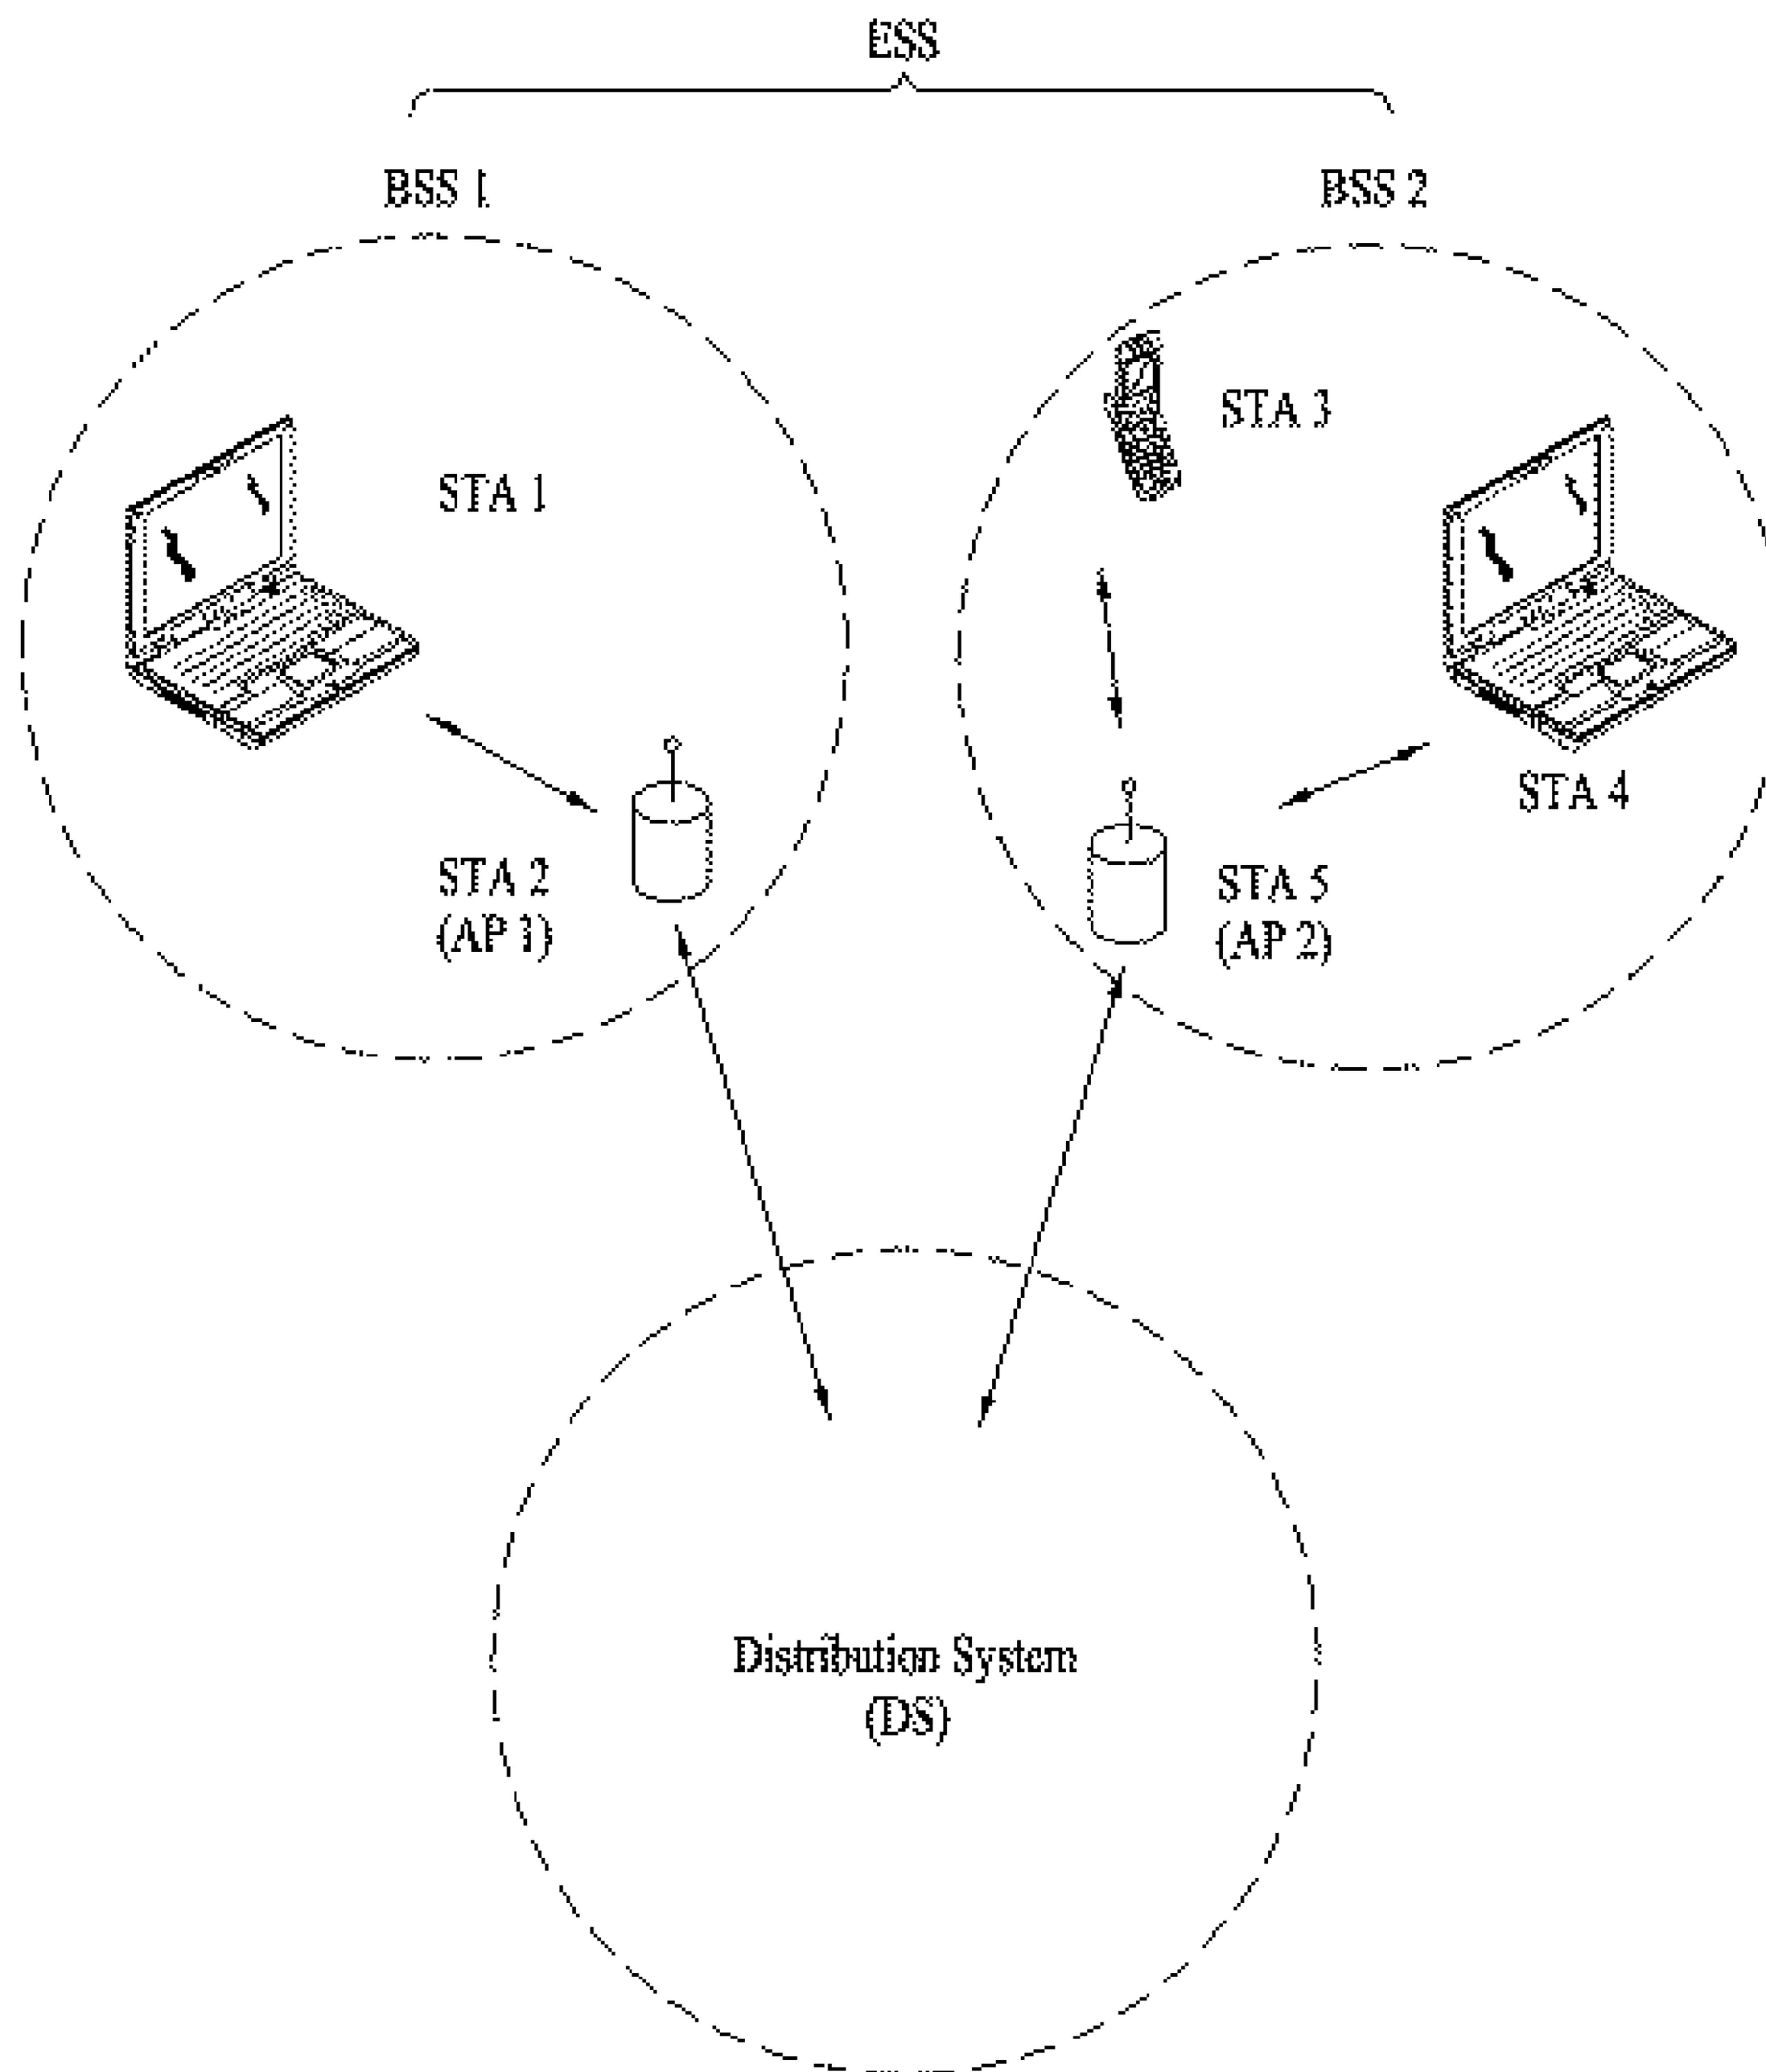 ESS
BSS 1
BSS 2
STA 3
STA 1
STA 4
STA 2
(AP 1)
STA 5
(AP 2)
Distribution System
(DS)